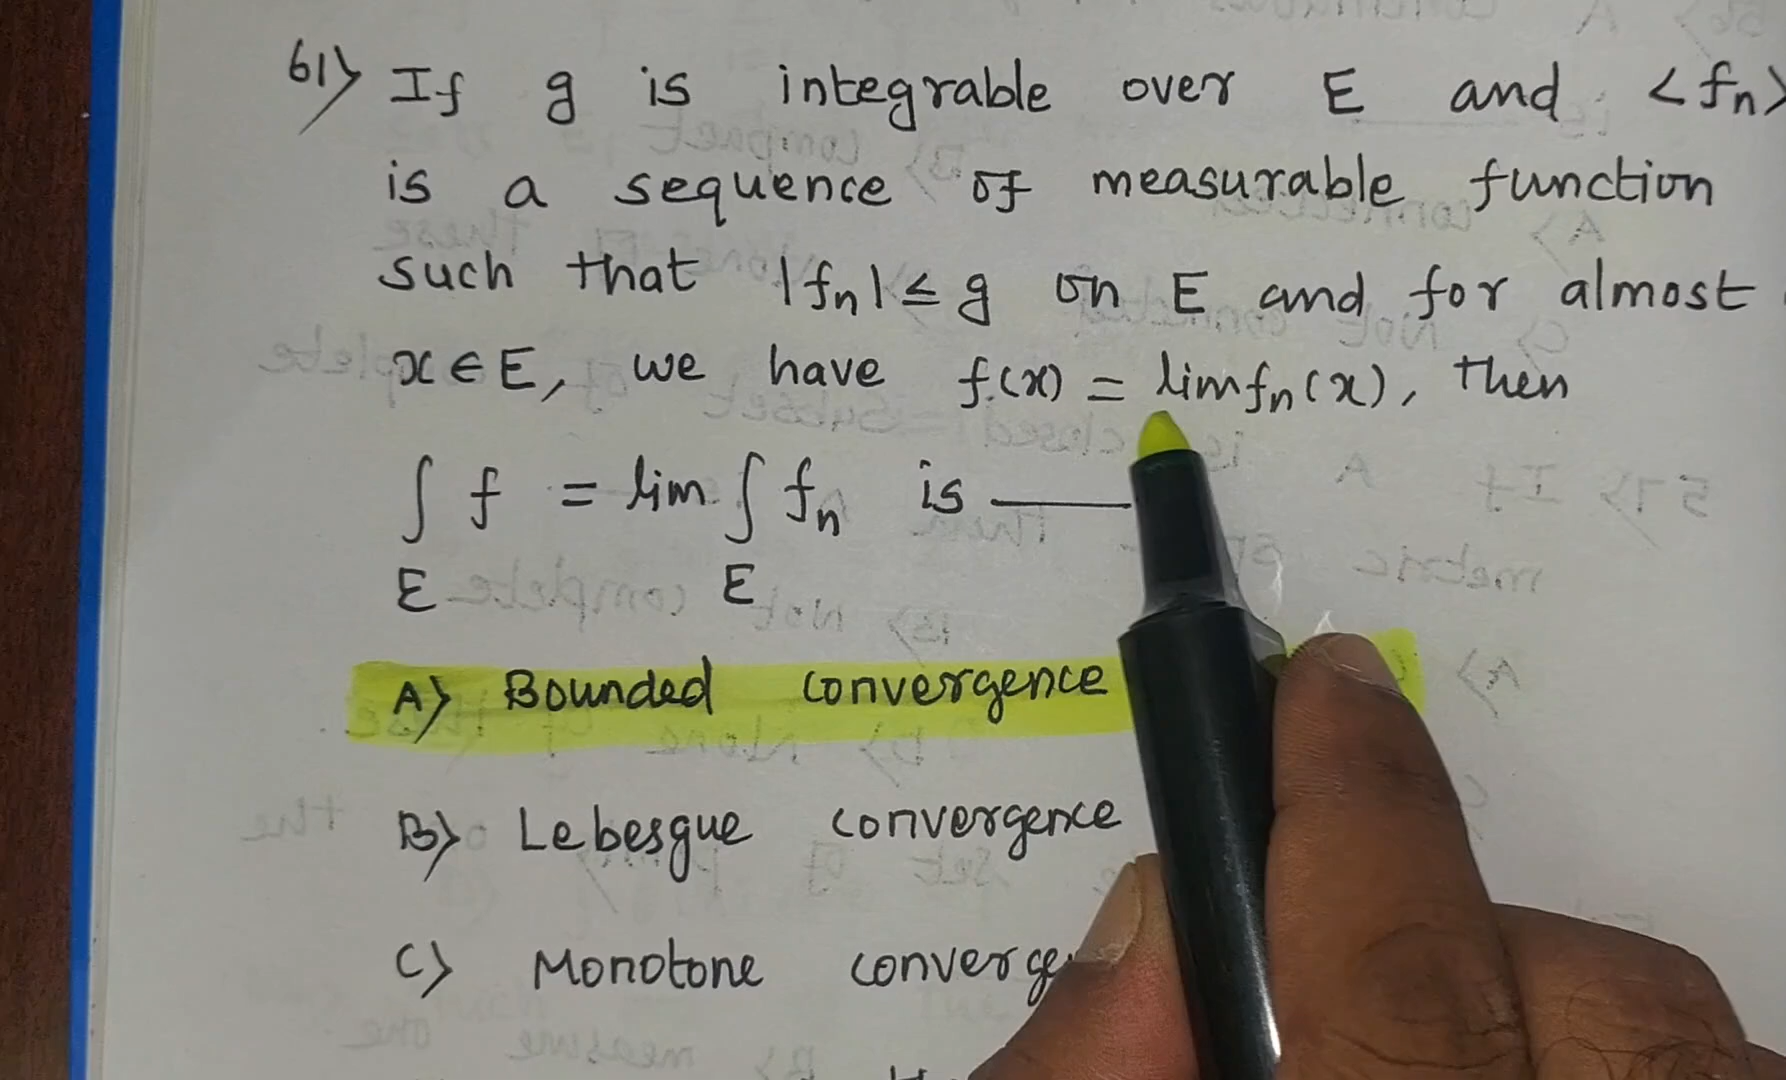 61) If g is integrable over E and <fn>
is a sequence of measurable function
such that |fn| ≤ g on E and for almost
x ∈ E, we have f(x) = lim fn(x), then
∫ f = lim ∫ fn is ____
E E
A) Bounded convergence
B) Lebesgue convergence
C) Monotone